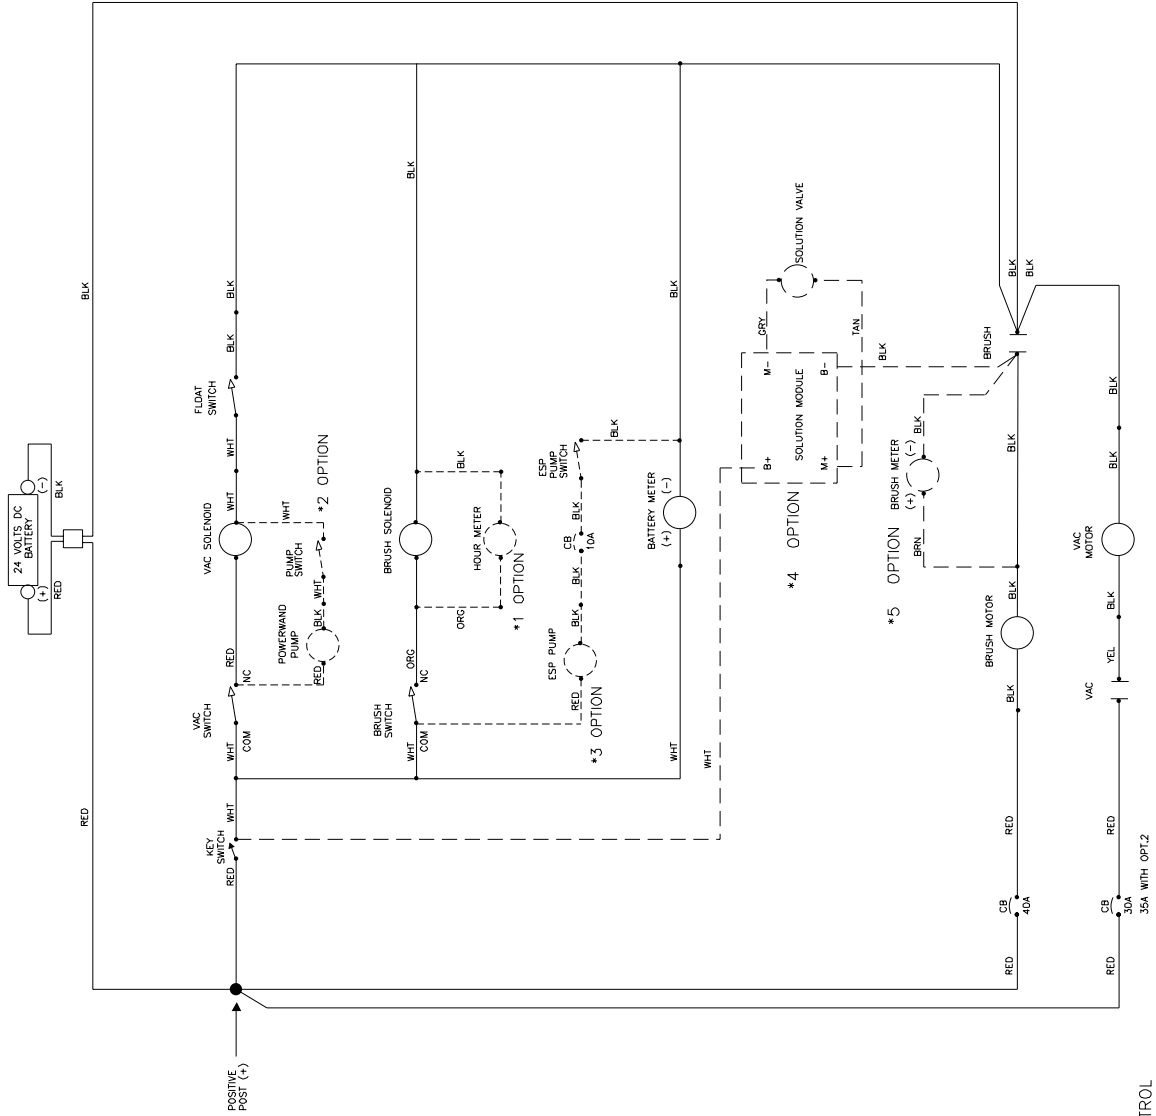 24 VOLTS DC
BATTERY
(+)
(-)
RED
BLK
RED
BLK
POSITIVE
POST (+)
RED
KEY
SWITCH
WHT
WHT
COM
VAC
SWITCH
NC
RED
VAC SOLENOID
WHT
WHT
FLOAT
SWITCH
BLK
BLK
RED
POWERWAND
PUMP
BLK
WHT
PUMP
SWITCH
WHT
*2 OPTION
WHT
COM
BRUSH
SWITCH
NC
ORG
BRUSH SOLENOID
BLK
ORG
HOUR METER
BLK
*1 OPTION
RED
ESP PUMP
BLK
BLK
CB
10A
BLK
ESP
PUMP
SWITCH
BLK
*3 OPTION
WHT
BATTERY METER
(+)
(-)
BLK
WHT
B+
M-
SOLUTION MODULE
M+
B-
GRY
TAN
SOLUTION VALVE
BLK
*4 OPTION
*5 OPTION
BRN
BRUSH METER
(+)
(-)
BLK
RED
CB
40A
RED
BLK
BRUSH MOTOR
BLK
BLK
BRUSH
BLK
BLK
RED
CB
30A
35A WITH OPT.2
RED
VAC
YEL
BLK
VAC
MOTOR
BLK
BLK
TROL